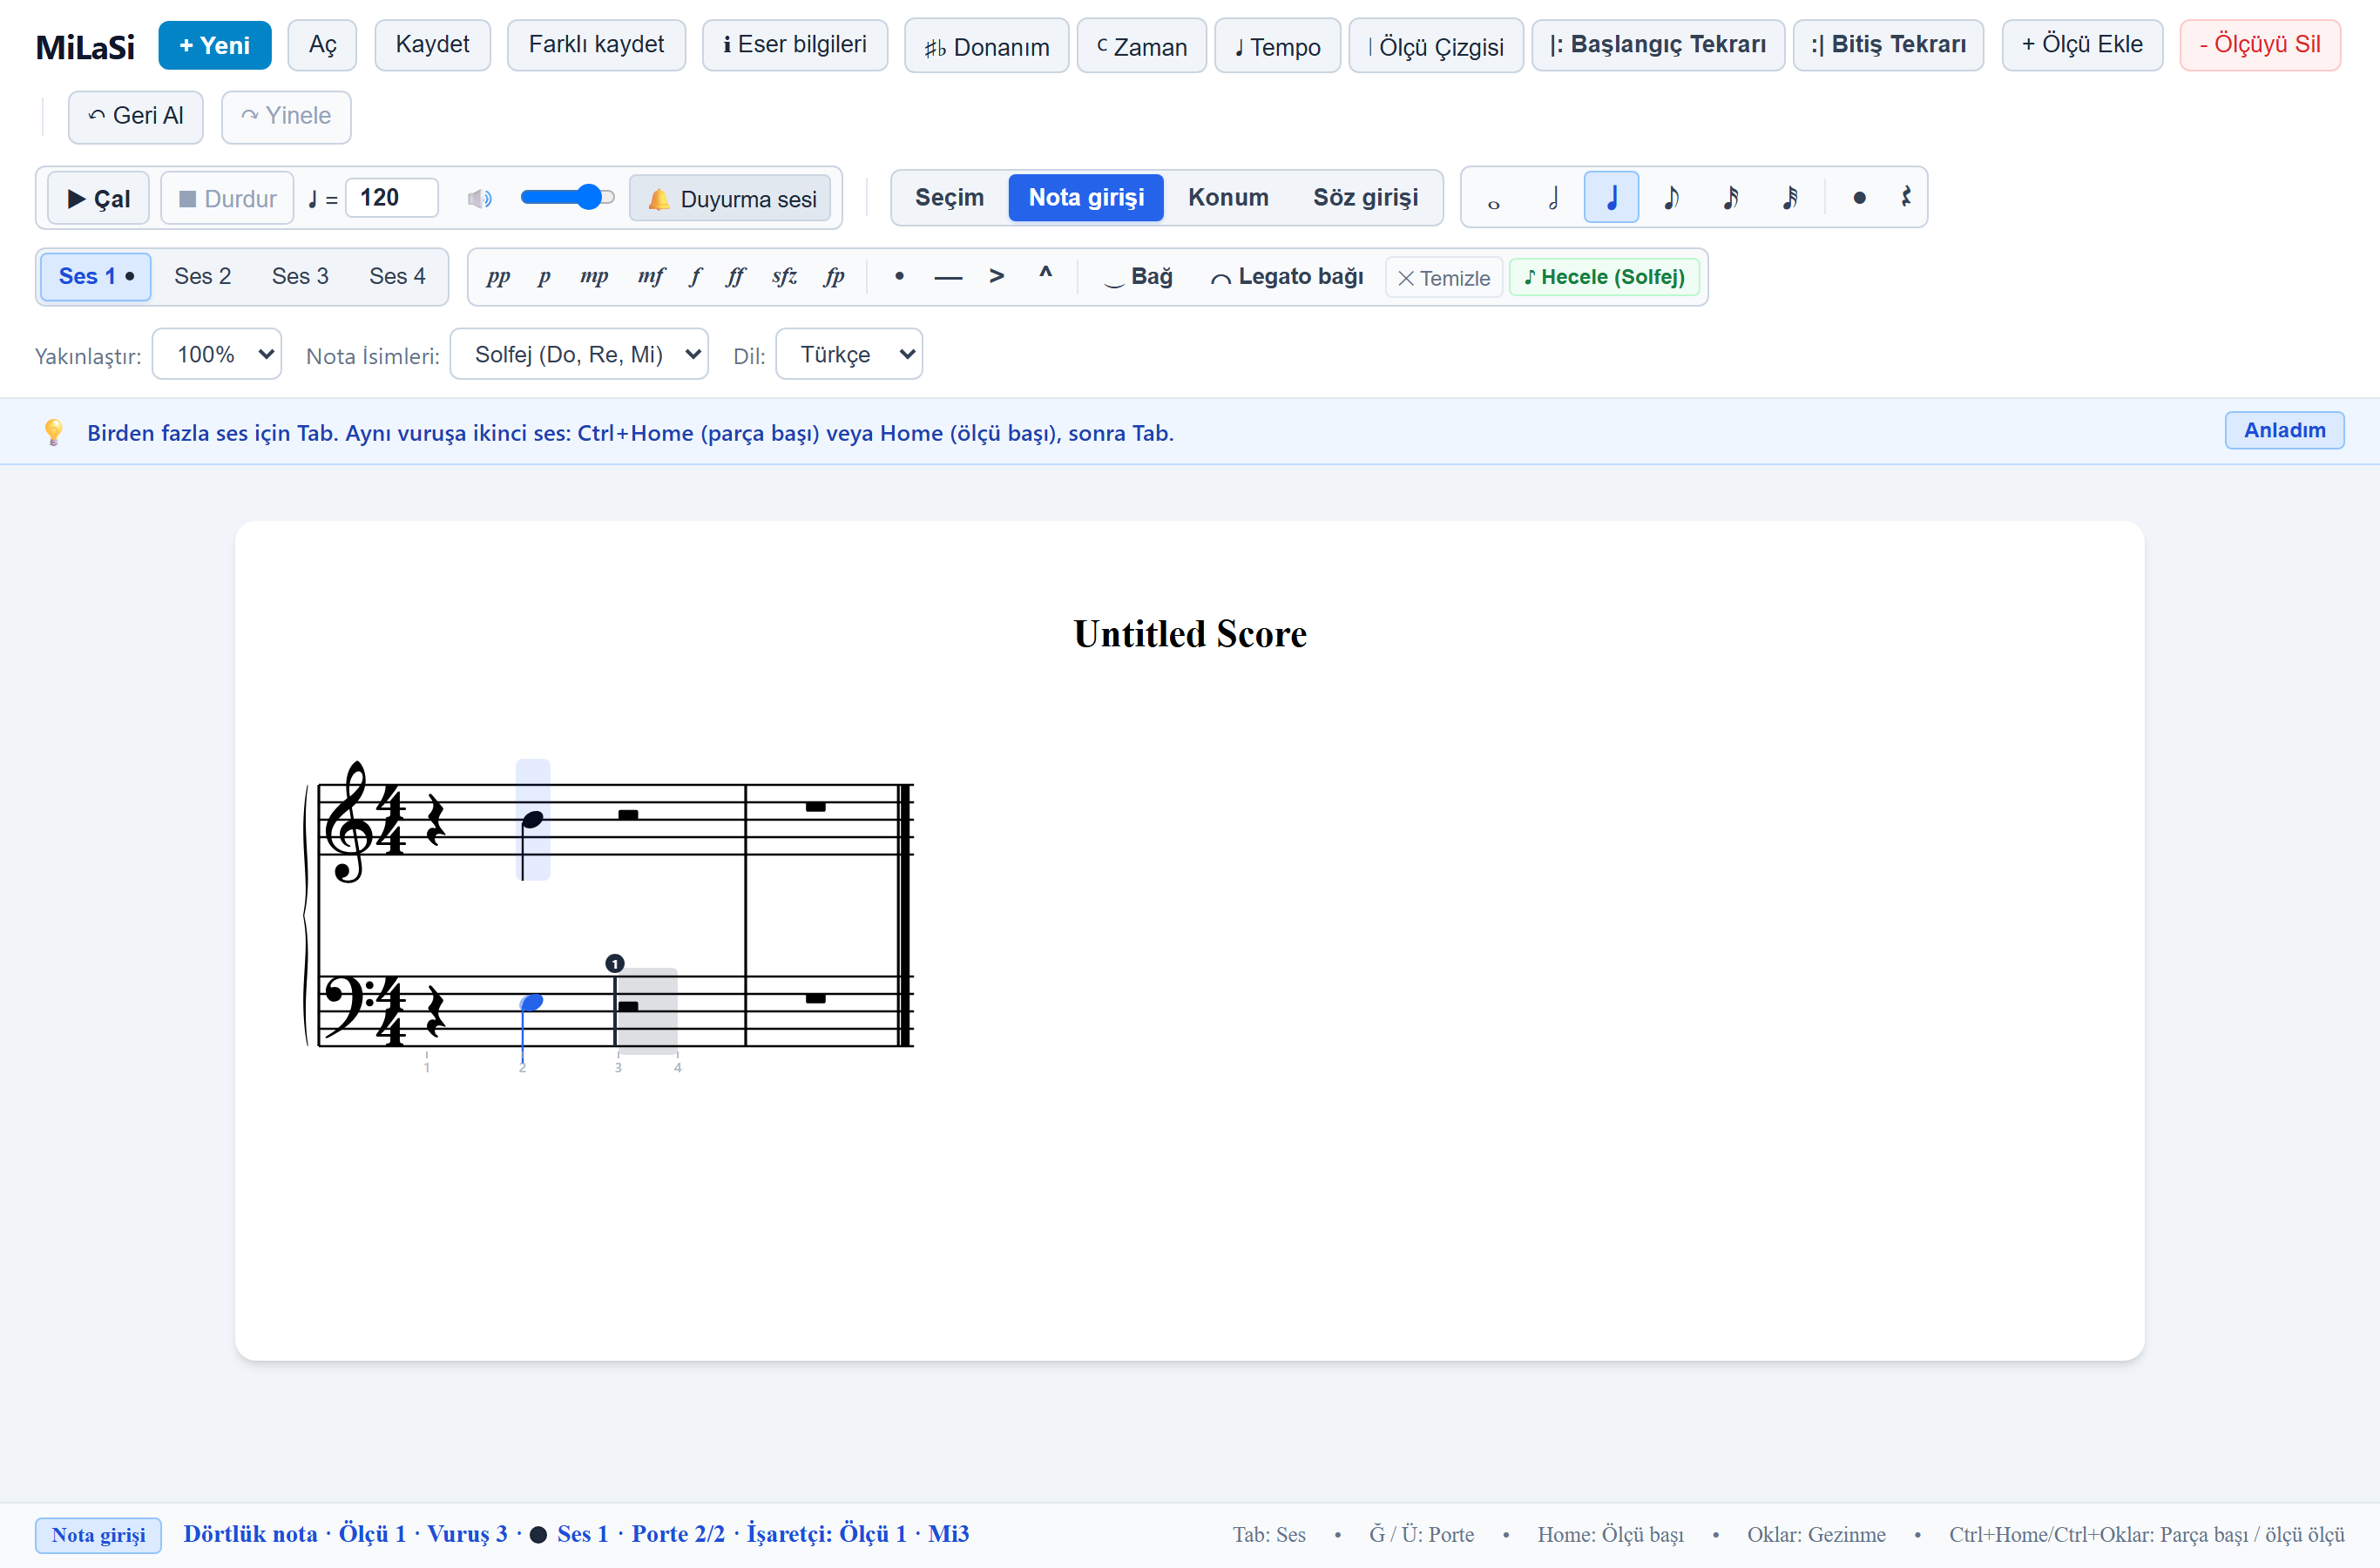 MiLaSi + Yeni Aç Kaydet Farklı kaydet ℹ Eser bilgileri ♯♭ Donanım C Zaman ♩ Tempo | Ölçü Çizgisi |: Başlangıç Tekrarı :| Bitiş Tekrarı + Ölçü Ekle - Ölçüyü Sil
↶ Geri Al ↷ Yinele
▶ Çal ■ Durdur ♩ = 120 🔊 🔔 Duyurma sesi Seçim Nota girişi Konum Söz girişi
Ses 1 • Ses 2 Ses 3 Ses 4 pp p mp mf f ff sfz fp • — > ^ ‿ Bağ ⌒ Legato bağı ✕ Temizle ♪ Hecele (Solfej)
Yakınlaştır: 100% Nota İsimleri: Solfej (Do, Re, Mi) Dil: Türkçe
💡 Birden fazla ses için Tab. Aynı vuruşa ikinci ses: Ctrl+Home (parça başı) veya Home (ölçü başı), sonra Tab. Anladım
Untitled Score
4 4
1
4 4
1 2 3 4
Nota girişi Dörtlük nota · Ölçü 1 · Vuruş 3 · ● Ses 1 · Porte 2/2 · İşaretçi: Ölçü 1 · Mi3 Tab: Ses • Ğ / Ü: Porte • Home: Ölçü başı • Oklar: Gezinme • Ctrl+Home/Ctrl+Oklar: Parça başı / ölçü ölçü